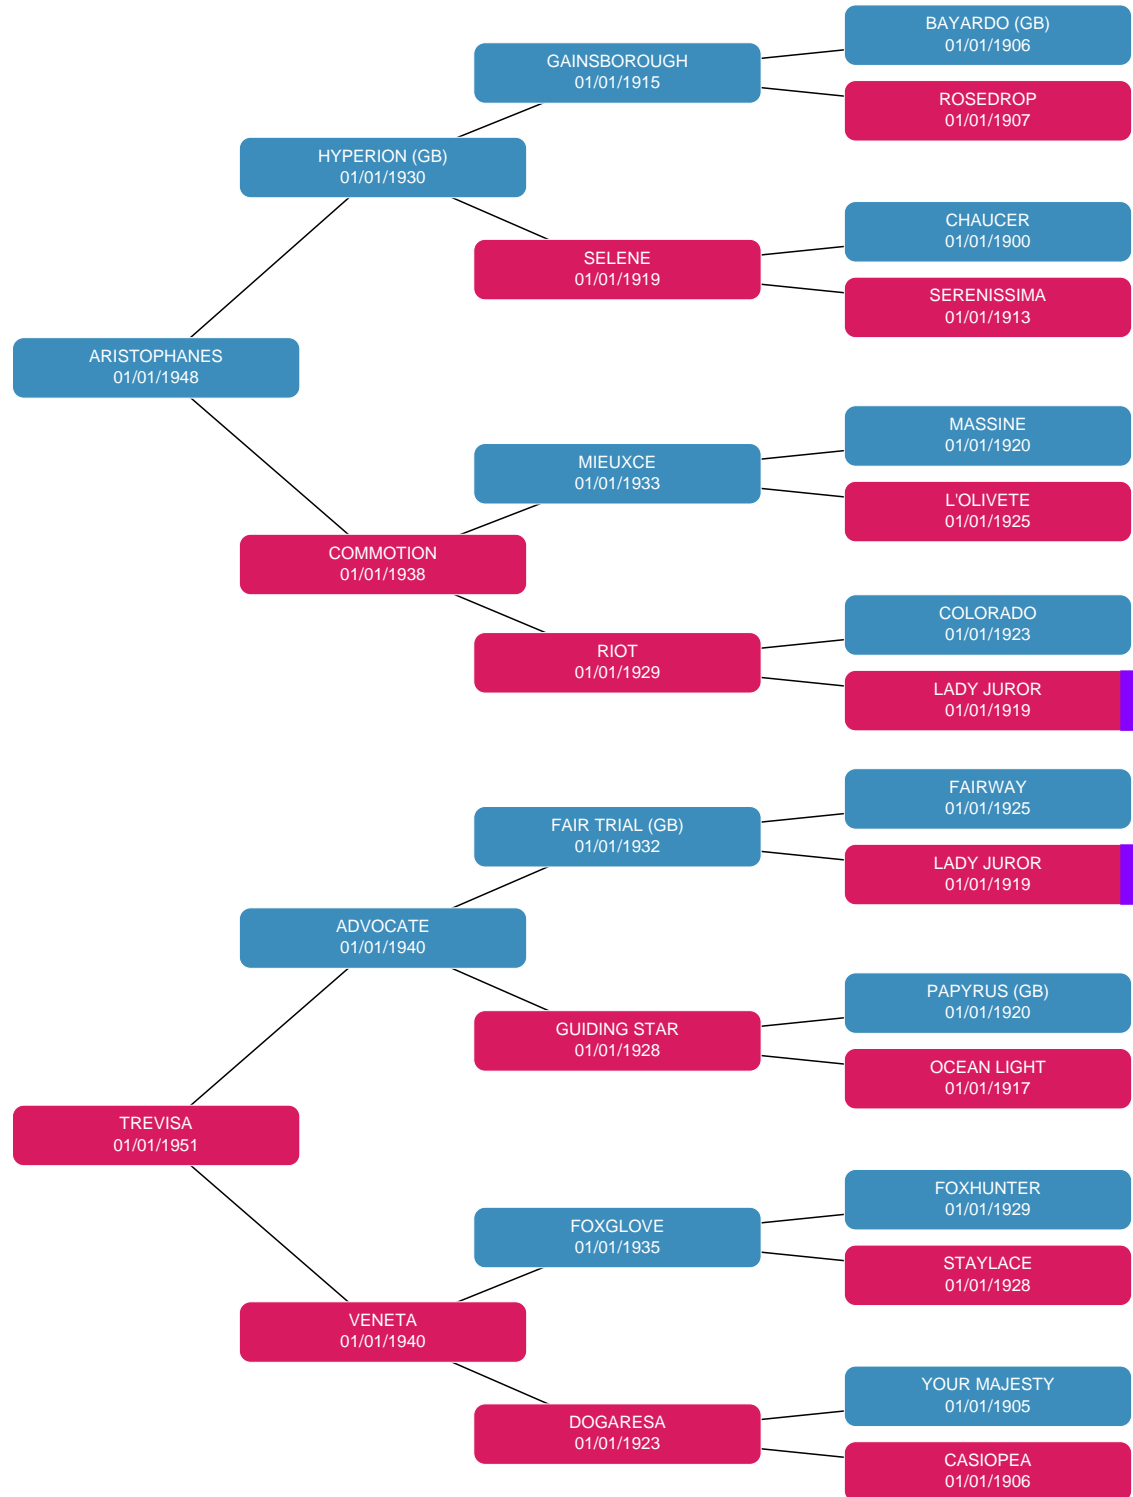 BAYARDO (GB)
01/01/1906
GAINSBOROUGH
01/01/1915
ROSEDROP
01/01/1907
HYPERION (GB)
01/01/1930
CHAUCER
01/01/1900
SELENE
01/01/1919
SERENISSIMA
01/01/1913
ARISTOPHANES
01/01/1948
MASSINE
01/01/1920
MIEUXCE
01/01/1933
L'OLIVETE
01/01/1925
COMMOTION
01/01/1938
COLORADO
01/01/1923
RIOT
01/01/1929
LADY JUROR
01/01/1919
FAIRWAY
01/01/1925
FAIR TRIAL (GB)
01/01/1932
LADY JUROR
01/01/1919
ADVOCATE
01/01/1940
PAPYRUS (GB)
01/01/1920
GUIDING STAR
01/01/1928
OCEAN LIGHT
01/01/1917
TREVISA
01/01/1951
FOXHUNTER
01/01/1929
FOXGLOVE
01/01/1935
STAYLACE
01/01/1928
VENETA
01/01/1940
YOUR MAJESTY
01/01/1905
DOGARESA
01/01/1923
CASIOPEA
01/01/1906